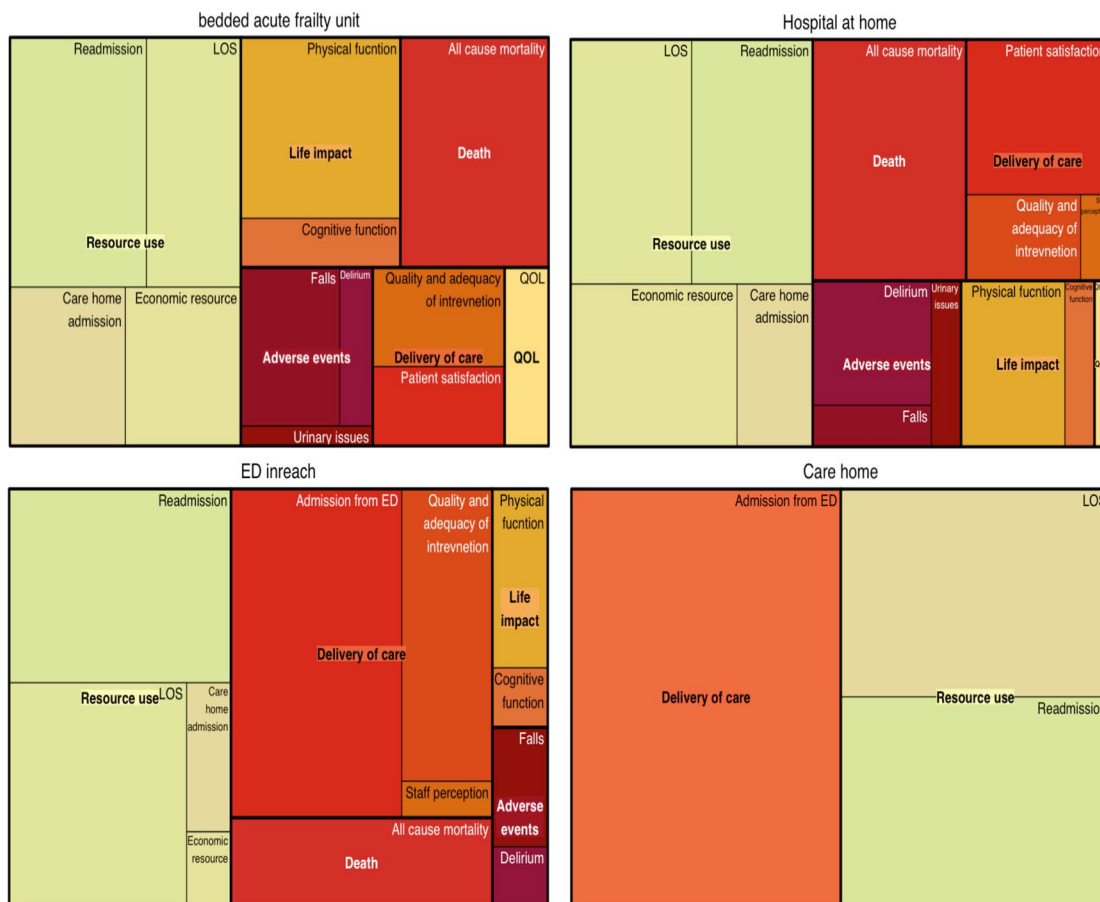 bedded acute frailty unit
Readmission
LOS
Resource use
Care home
admission
Economic resource
Physical fucntion
Life impact
Cognitive function
All cause mortality
Death
Falls
Delirium
Adverse events
Urinary issues
Quality and adequacy
of intrevnetion
Delivery of care
Patient satisfaction
QOL
QOL
Hospital at home
LOS
Readmission
Resource use
Economic resource
Care home
admission
All cause mortality
Death
Patient satisfaction
Delivery of care
Quality and
adequacy of
intrevnetion
Delirium
Urinary
issues
Adverse events
Falls
Physical fucntion
Life impact
Cognitive
function
ED inreach
Readmission
Resource use
LOS
Care
home
admission
Economic
resource
Admission from ED
Quality and
adequacy of
intrevnetion
Delivery of care
Staff perception
All cause mortality
Death
Physical
fucntion
Life
impact
Cognitive
function
Falls
Adverse
events
Delirium
Care home
Admission from ED
Delivery of care
LOS
Resource use
Readmissio